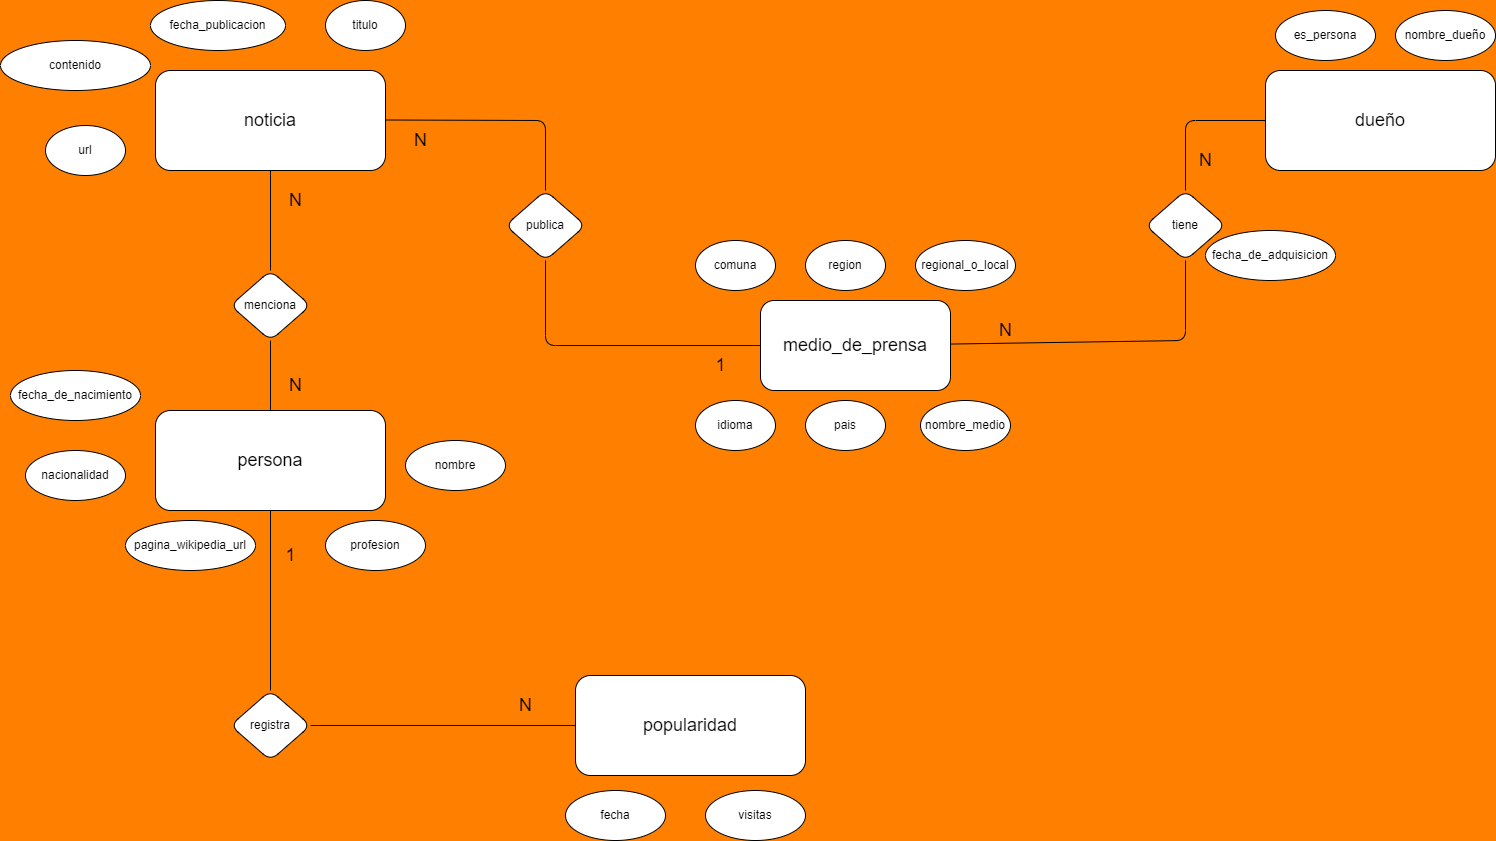 fecha_publicacion
titulo
es_persona
nombre_dueño
contenido
noticia
dueño
N
url
N
N
publica
tiene
fecha_de_adquisicion
comuna
region
regional_o_local
menciona
N
medio_de_prensa
1
N
fecha_de_nacimiento
idioma
pais
nombre_medio
persona
nombre
nacionalidad
pagina_wikipedia_url
1
profesion
N
registra
popularidad
fecha
visitas